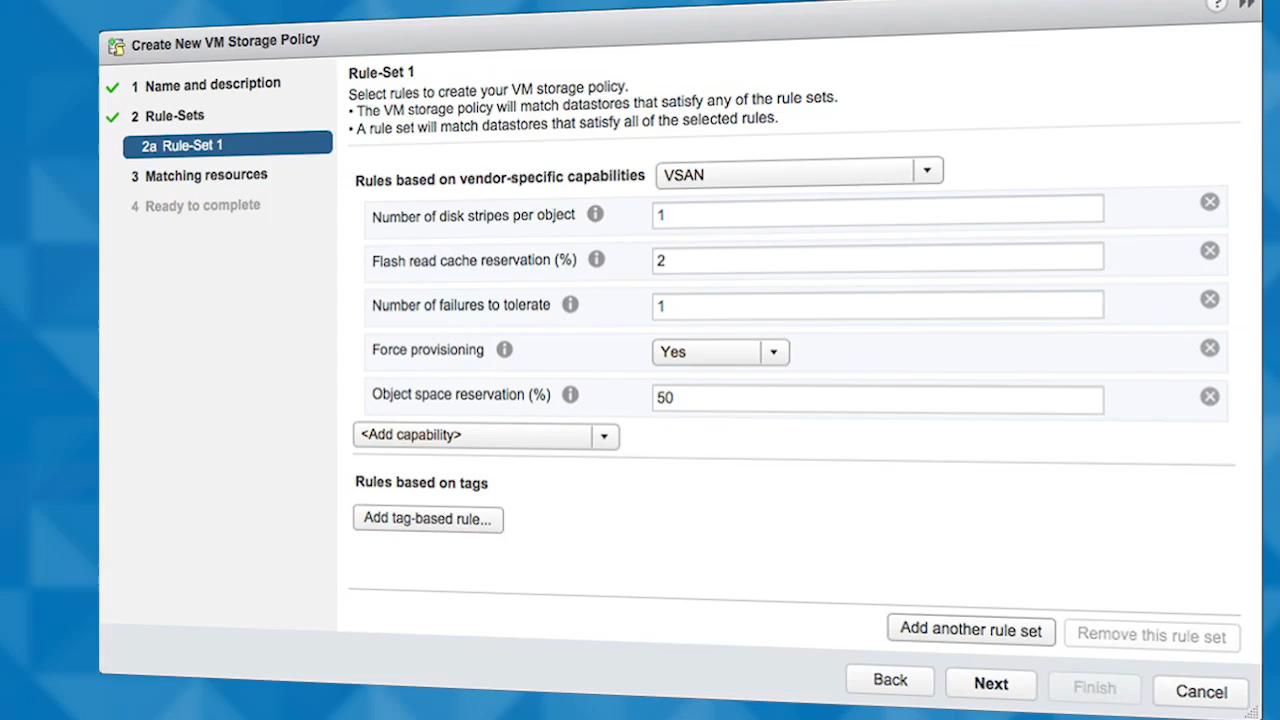 Create New VM Storage Policy
?
1 Name and description
2 Rule-Sets
2a Rule-Set 1
3 Matching resources
4 Ready to complete
Rule-Set 1
Select rules to create your VM storage policy.
• The VM storage policy will match datastores that satisfy any of the rule sets.
• A rule set will match datastores that satisfy all of the selected rules.
Rules based on vendor-specific capabilities VSAN
Number of disk stripes per object 1
Flash read cache reservation (%) 2
Number of failures to tolerate 1
Force provisioning Yes
Object space reservation (%) 50
<Add capability>
Rules based on tags
Add tag-based rule...
Add another rule set Remove this rule set
Back Next Finish Cancel